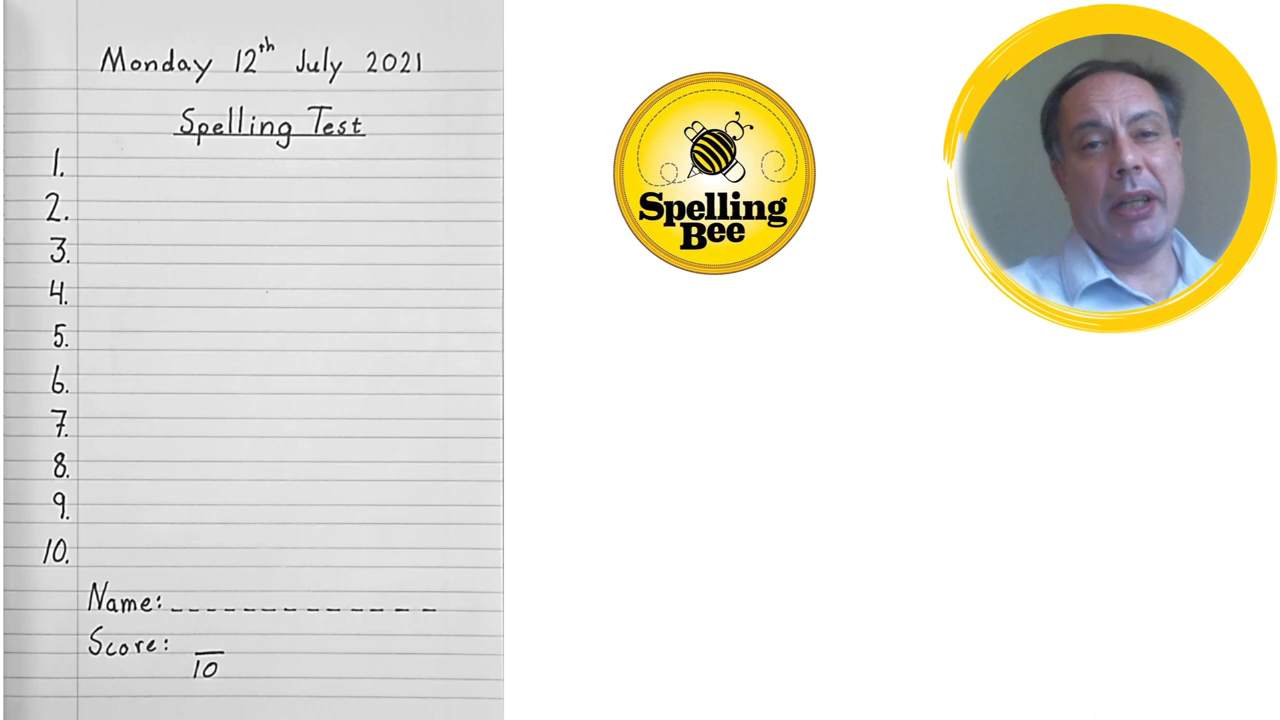 Monday 12th July 2021
Spelling Test
1.
2.
3.
4.
5.
6.
7.
8.
9.
10.
Name: _ _ _ _ _ _ _ _ _ _ _ _ _
Score: __
10
Spelling
Bee